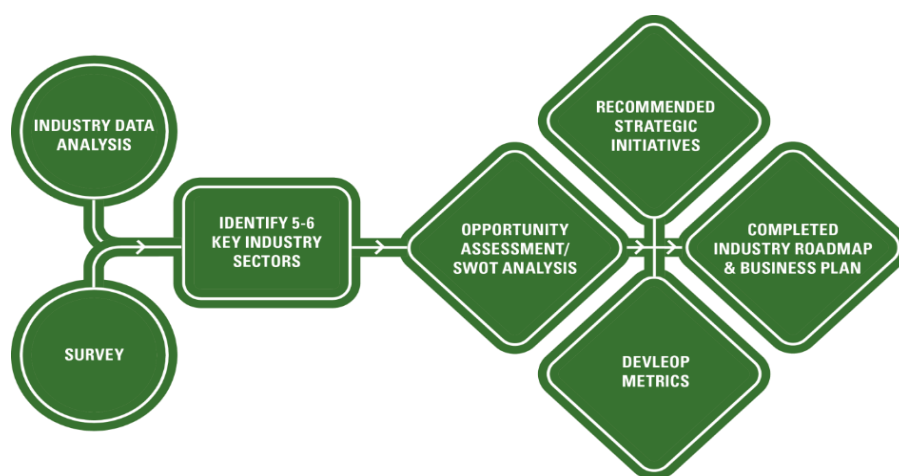 INDUSTRY DATA
ANALYSIS
SURVEY
IDENTIFY 5-6
KEY INDUSTRY
SECTORS
OPPORTUNITY
ASSESSMENT/
SWOT ANALYSIS
RECOMMENDED
STRATEGIC
INITIATIVES
DEVLEOP
METRICS
COMPLETED
INDUSTRY ROADMAP
& BUSINESS PLAN